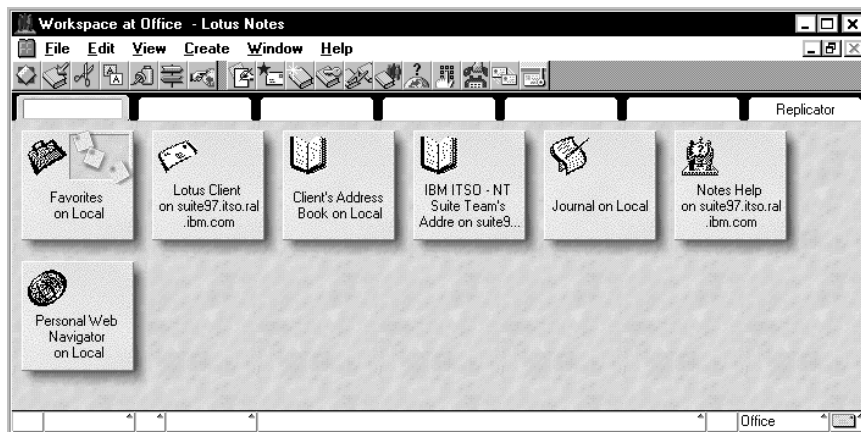 Workspace at Office - Lotus Notes
File Edit View Create Window Help
Replicator
Favorites
on Local
Lotus Client
on suite97.itso.ral
.ibm.com
Client's Address
Book on Local
IBM ITSO - NT
Suite Team's
Addre on suite9...
Journal on Local
Notes Help
on suite97.itso.ral
.ibm.com
Personal Web
Navigator
on Local
Office